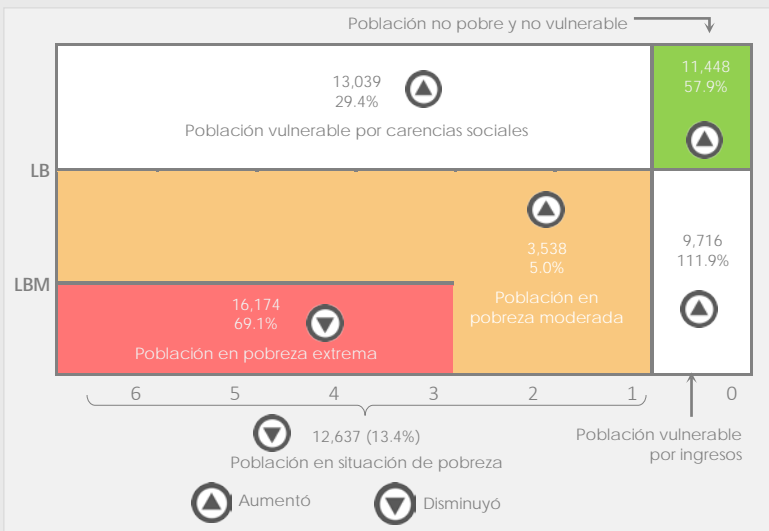 Población no pobre y no vulnerable
13,039
29.4%
Población vulnerable por carencias sociales
11,448
57.9%
LB
3,538
5.0%
Población en
pobreza moderada
9,716
111.9%
LBM
16,174
69.1%
Población en pobreza extrema
6 5 4 3 2 1 0
12,637 (13.4%)
Población en situación de pobreza
Población vulnerable
por ingresos
Aumentó
Disminuyó